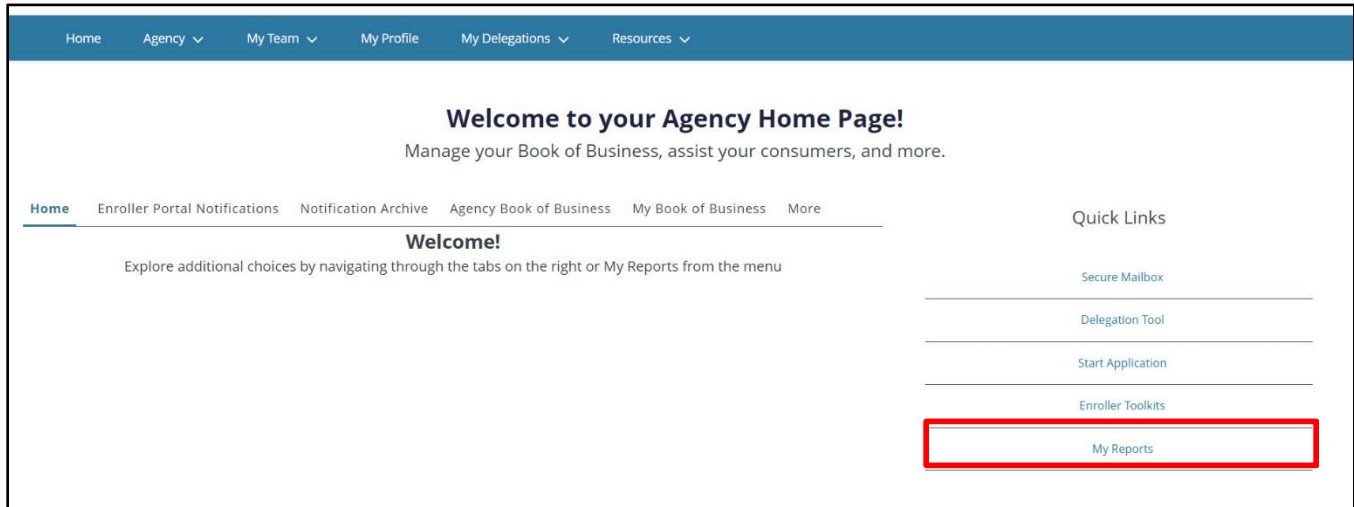 Home Agency My Team My Profile My Delegations Resources
Welcome to your Agency Home Page!
Manage your Book of Business, assist your consumers, and more.
Home Enroller Portal Notifications Notification Archive Agency Book of Business My Book of Business More
Welcome!
Explore additional choices by navigating through the tabs on the right or My Reports from the menu
Quick Links
Secure Mailbox
Delegation Tool
Start Application
Enroller Toolkits
My Reports